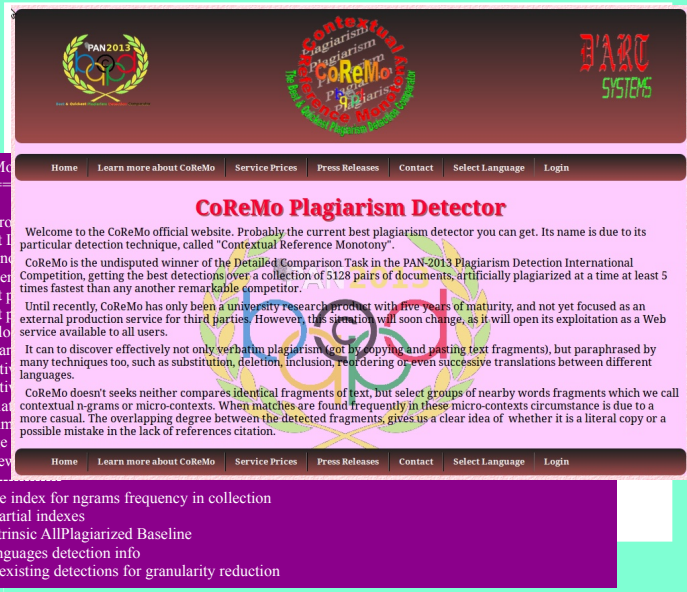 PAN2013
Best & Quickest Plagiarism Detection Comparator
Contextual
Reference Monotony
plagiarism
Plagiarism
CoReMo
The Best & Quickest Plagiarism Detection Comparator
D'ART
SYSTEMS
Home Learn more about CoReMo Service Prices Press Releases Contact Select Language Login
CoReMo Plagiarism Detector
Welcome to the CoReMo official website. Probably the current best plagiarism detector you can get. Its name is due to its
particular detection technique, called "Contextual Reference Monotony".
CoReMo is the undisputed winner of the Detailed Comparison Task in the PAN-2013 Plagiarism Detection International
Competition, getting the best detections over a collection of 5128 pairs of documents, artificially plagiarized at a time at least 5
times fastest than any another remarkable competitor.
Until recently, CoReMo has only been a university research product with five years of maturity, and not yet focused as an
external production service for third parties. However, this situation will soon change, as it will open its exploitation as a Web
service available to all users.
It can to discover effectively not only verbatim plagiarism (got by copying and pasting text fragments), but paraphrased by
many techniques too, such as substitution, deletion, inclusion, reordering or even successive translations between different
languages.
CoReMo doesn't seeks neither compares identical fragments of text, but select groups of nearby words fragments which we call
contextual n-grams or micro-contexts. When matches are found frequently in these micro-contexts circumstance is due to a
more casual. The overlapping degree between the detected fragments, gives us a clear idea of whether it is a literal copy or a
possible mistake in the lack of references citation.
Home Learn more about CoReMo Service Prices Press Releases Contact Select Language Login
e index for ngrams frequency in collection
artial indexes
trinsic AllPlagiarized Baseline
nguages detection info
existing detections for granularity reduction